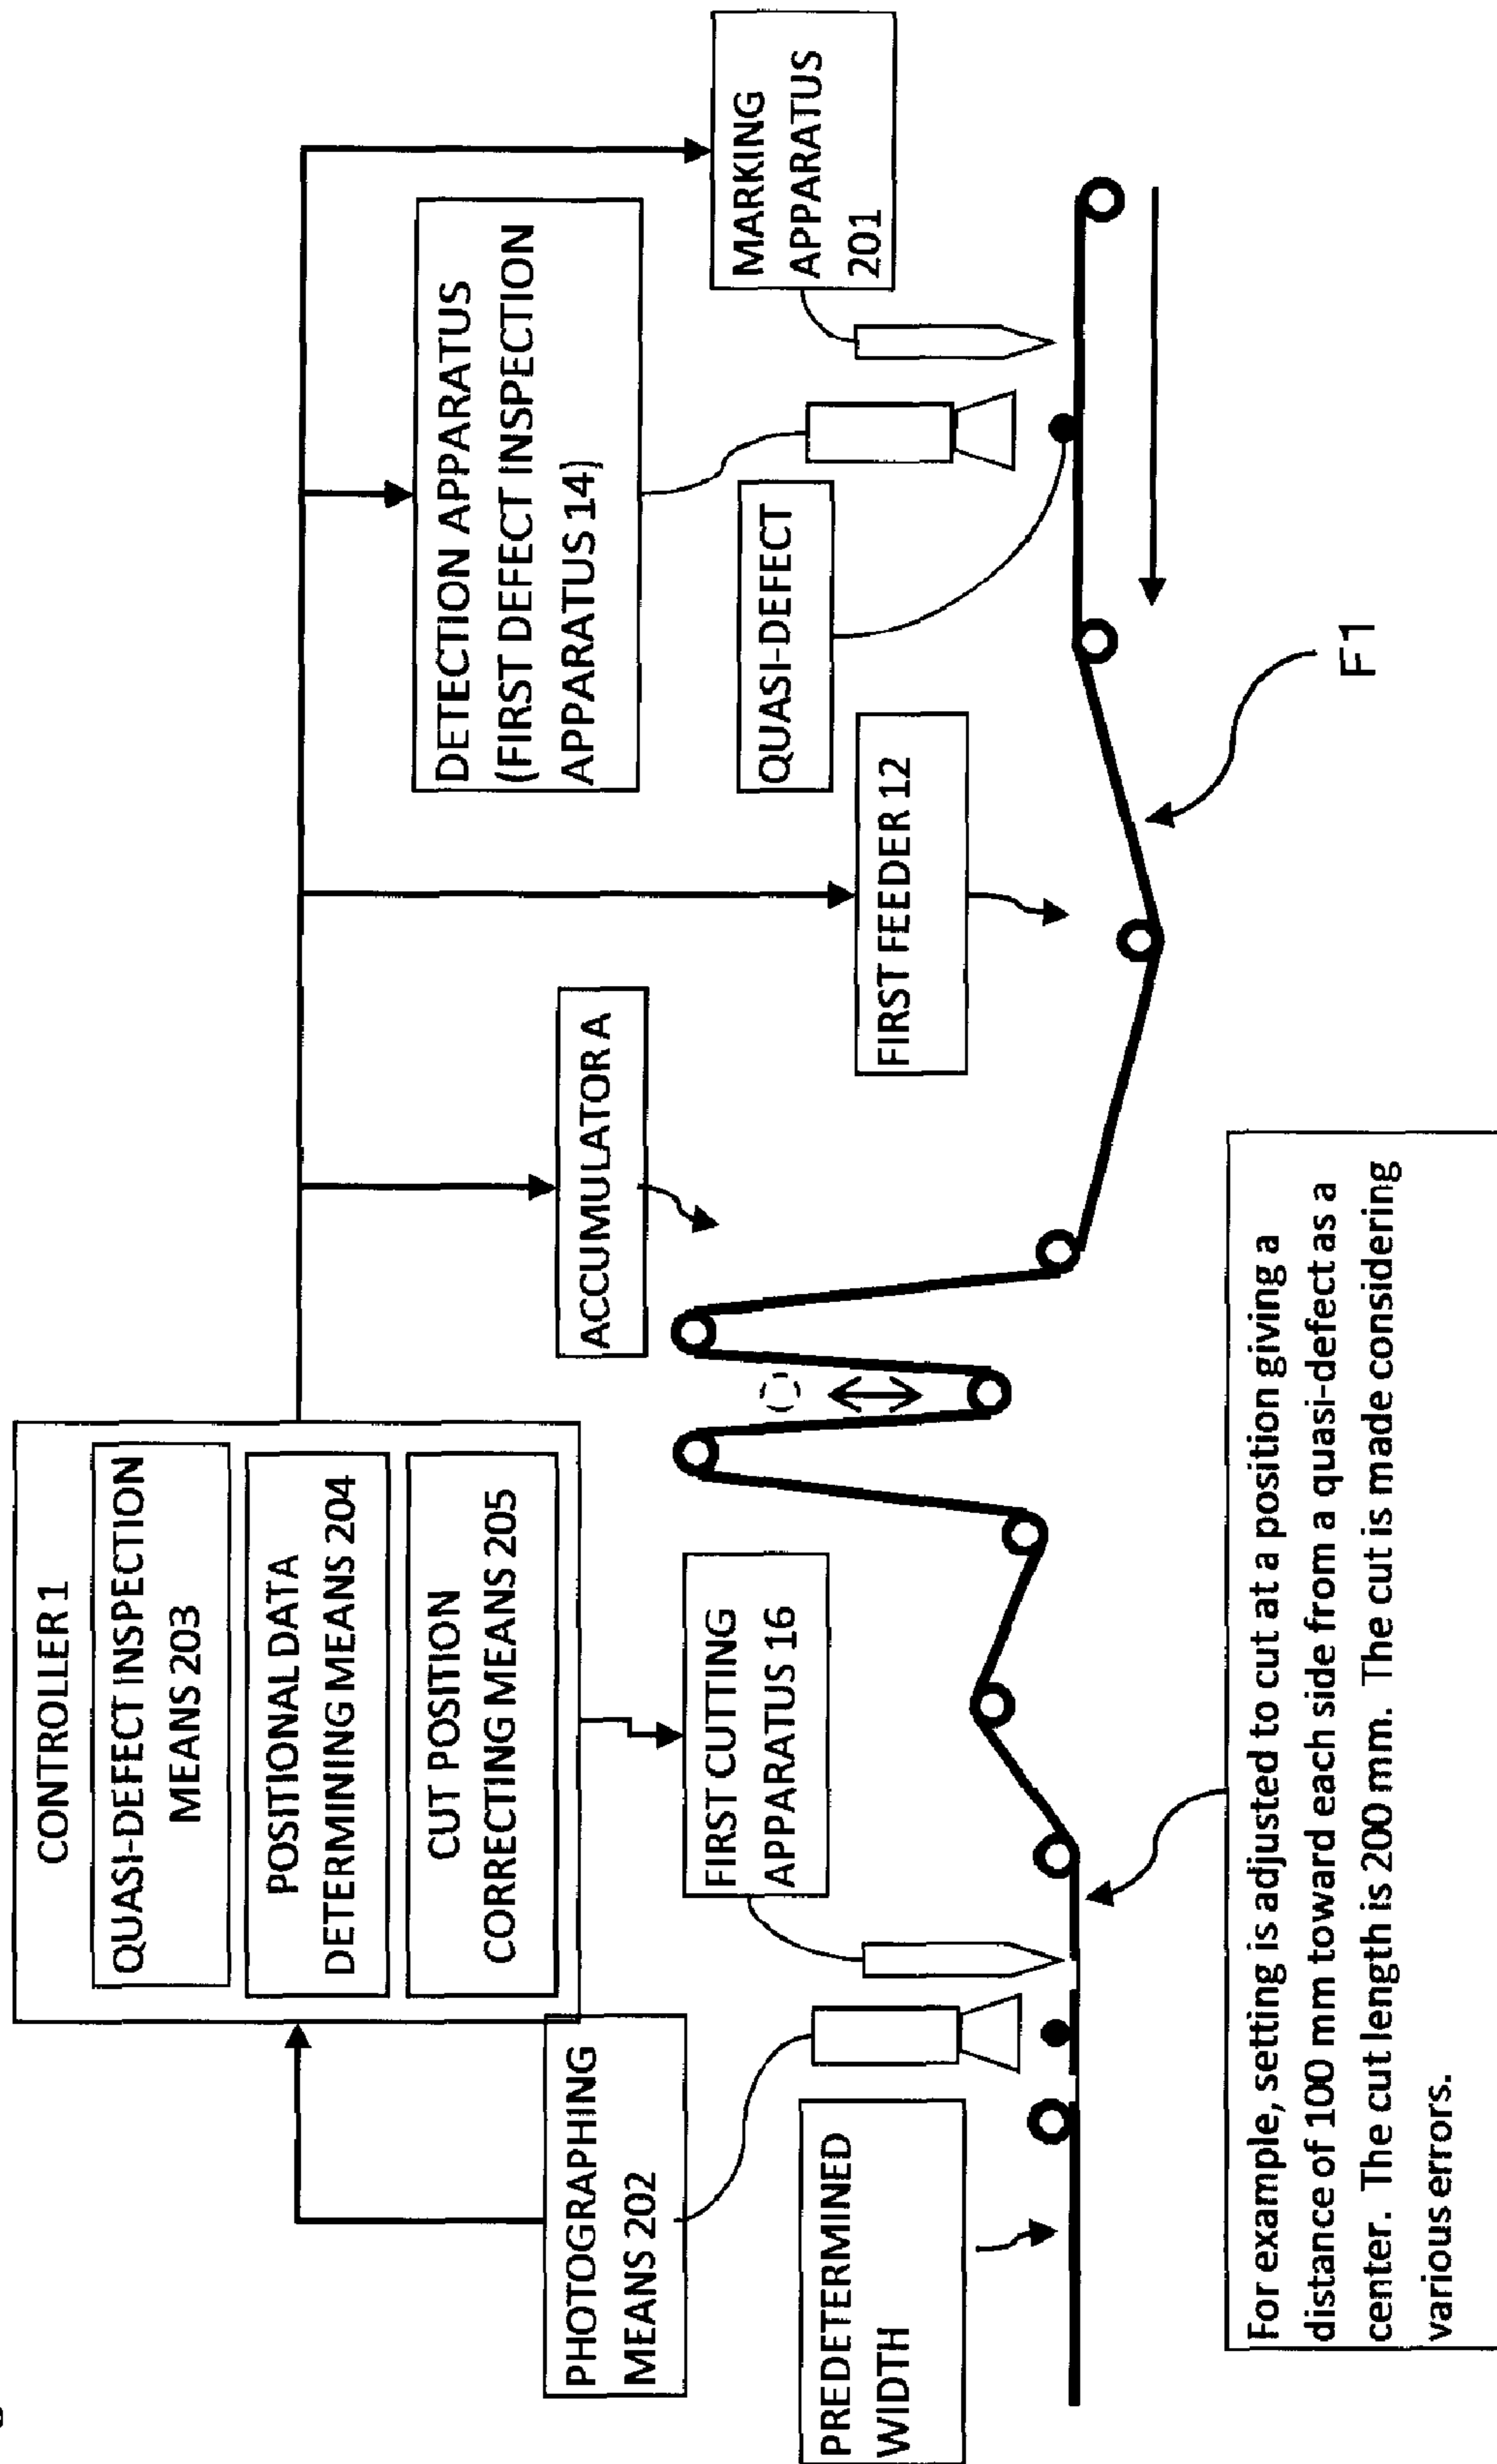 CONTROLLER 1
QUASI-DEFECT INSPECTION
MEANS 203
POSITIONAL DATA
DETERMINING MEANS 204
CUT POSITION
CORRECTING MEANS 205
PHOTOGRAPHING
MEANS 202
PREDETERMINED
WIDTH
FIRST CUTTING
APPARATUS 16
ACCUMULATOR A
FIRST FEEDER 12
DETECTION APPARATUS
(FIRST DEFECT INSPECTION
APPARATUS 14)
QUASI-DEFECT
MARKING
APPARATUS
201
F1
For example, setting is adjusted to cut at a position giving a
distance of 100 mm toward each side from a quasi-defect as a
center. The cut length is 200 mm. The cut is made considering
various errors.